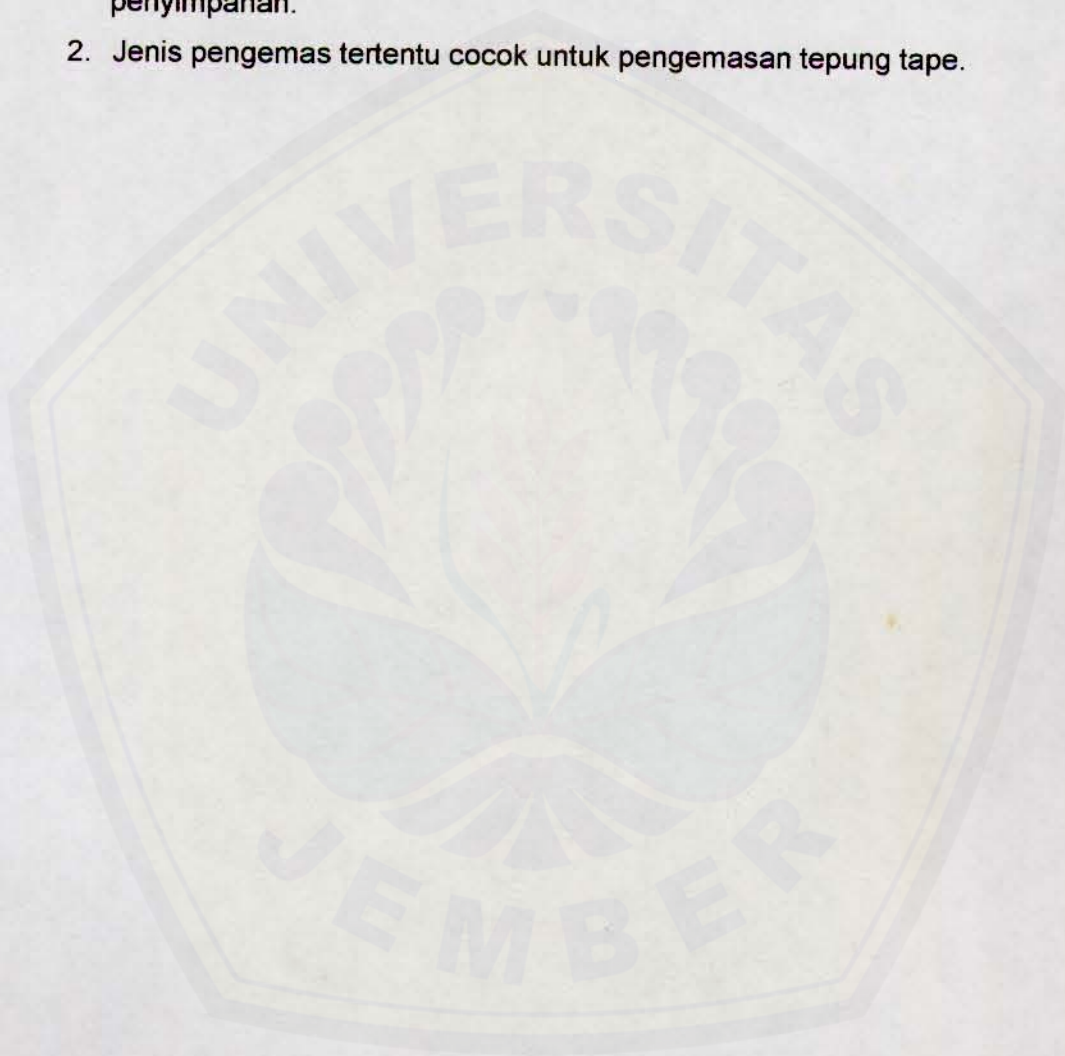 penyimpanan.
2. Jenis pengemas tertentu cocok untuk pengemasan tepung tape.
UNIVERSITAS
JEMBER